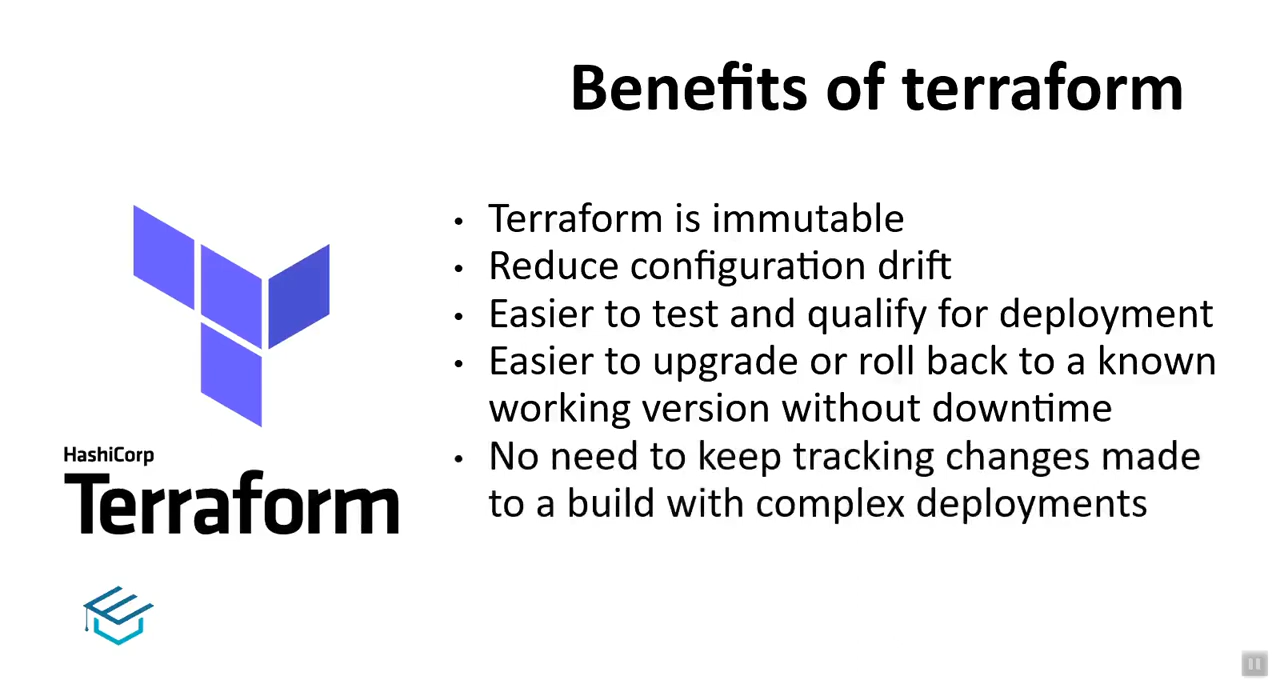 Benefits of terraform
• Terraform is immutable
• Reduce configuration drift
• Easier to test and qualify for deployment
• Easier to upgrade or roll back to a known
working version without downtime
• No need to keep tracking changes made
to a build with complex deployments
HashiCorp
Terraform